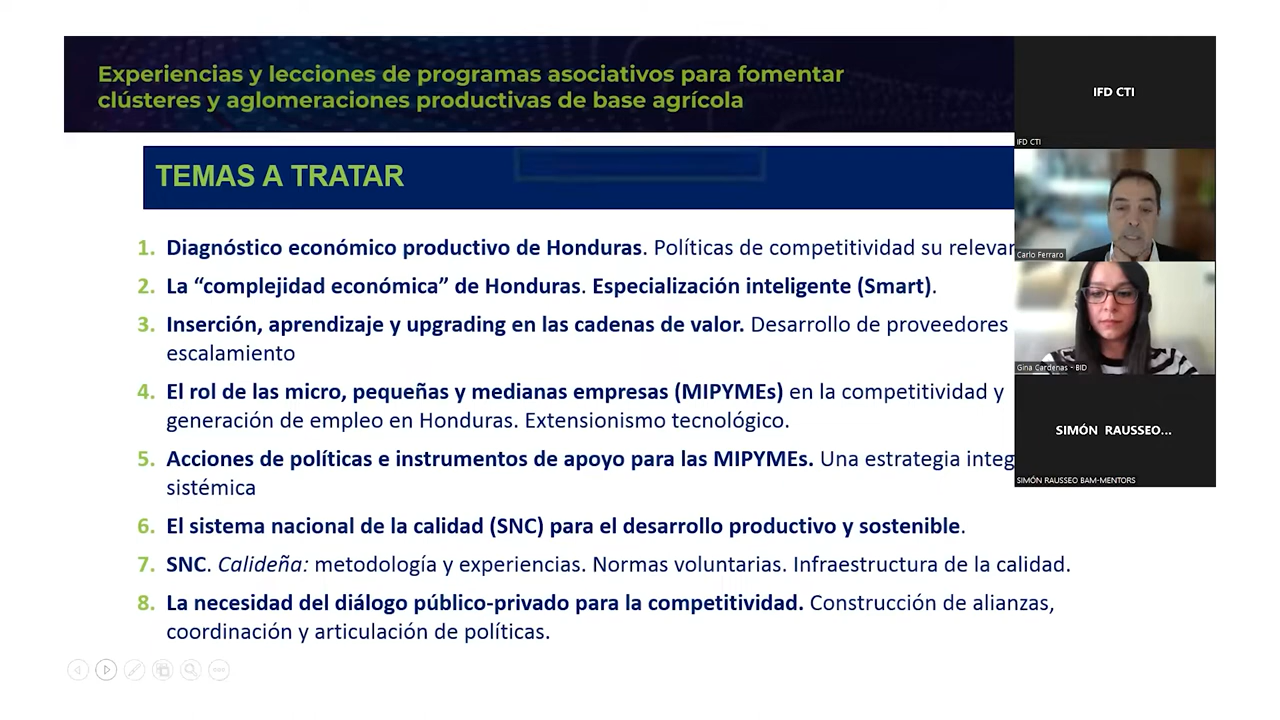 Experiencias y lecciones de programas asociativos para fomentar
clústeres y aglomeraciones productivas de base agrícola
TEMAS A TRATAR
1. Diagnóstico económico productivo de Honduras. Políticas de competitividad su
2. La “complejidad económica” de Honduras. Especialización inteligente (Smart).
3. Inserción, aprendizaje y upgrading en las cadenas de valor. Desarrollo de proveedores
escalamiento
4. El rol de las micro, pequeñas y medianas empresas (MIPYMEs) en la competitividad y
generación de empleo en Honduras. Extensionismo tecnológico.
5. Acciones de políticas e instrumentos de apoyo para las MIPYMEs. Una estrategia
sistémica
6. El sistema nacional de la calidad (SNC) para el desarrollo productivo y sostenible.
7. SNC. Calideña: metodología y experiencias. Normas voluntarias. Infraestructura de la calidad.
8. La necesidad del diálogo público-privado para la competitividad. Construcción de alianzas,
coordinación y articulación de políticas.
IFD CTI
IFD CTI
Carlo Ferraro
Gina Cardenas - BID
SIMÓN RAUSSEO...
SIMÓN RAUSSEO BAM-MENTORS